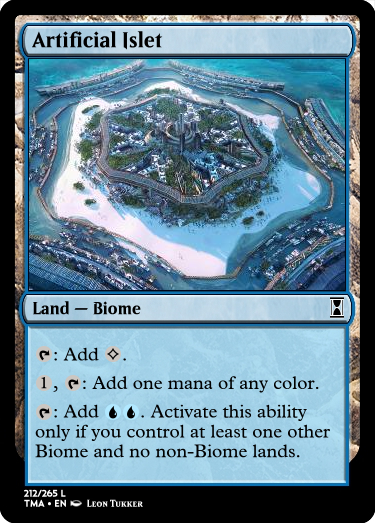 Artificial Islet
Land — Biome
: Add .
1, : Add one mana of any color.
: Add . Activate this ability
only if you control at least one other
Biome and no non-Biome lands.
212/265 L
TMA • EN Leon Tukker